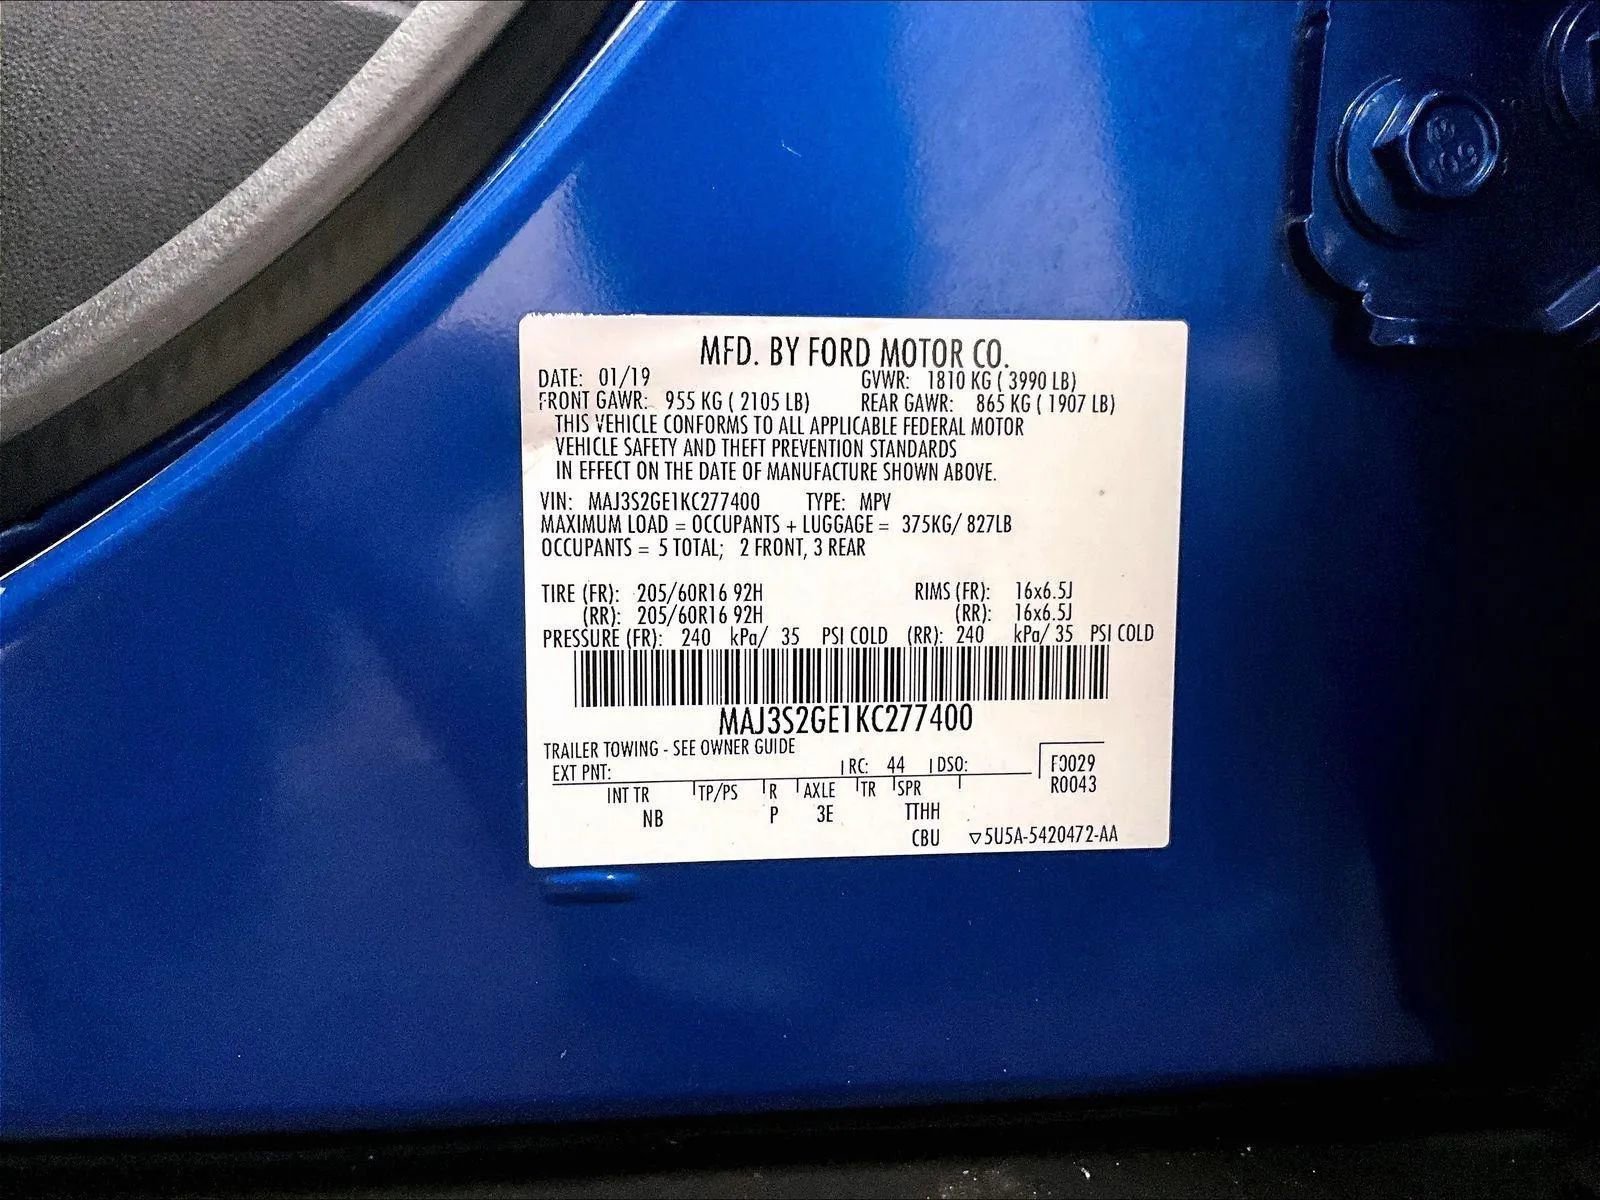 MFD. BY FORD MOTOR CO.
DATE: 01/19 GVWR: 1810 KG ( 3990 LB)
FRONT GAWR: 955 KG ( 2105 LB) REAR GAWR: 865 KG ( 1907 LB)
THIS VEHICLE CONFORMS TO ALL APPLICABLE FEDERAL MOTOR
VEHICLE SAFETY AND THEFT PREVENTION STANDARDS
IN EFFECT ON THE DATE OF MANUFACTURE SHOWN ABOVE.
VIN: MAJ3S2GE1KC277400 TYPE: MPV
MAXIMUM LOAD = OCCUPANTS + LUGGAGE = 375KG/ 827LB
OCCUPANTS = 5 TOTAL; 2 FRONT, 3 REAR
TIRE (FR): 205/60R16 92H RIMS (FR): 16x6.5J
(RR): 205/60R16 92H (RR): 16x6.5J
PRESSURE (FR): 240 kPa/ 35 PSI COLD (RR): 240 kPa/ 35 PSI COLD
MAJ3S2GE1KC277400
TRAILER TOWING - SEE OWNER GUIDE
EXT PNT: RC: 44 DSO: F0029
R0043
INT TR TP/PS R AXLE TR SPR
NB P 3E TTHH
CBU ▽5U5A-5420472-AA